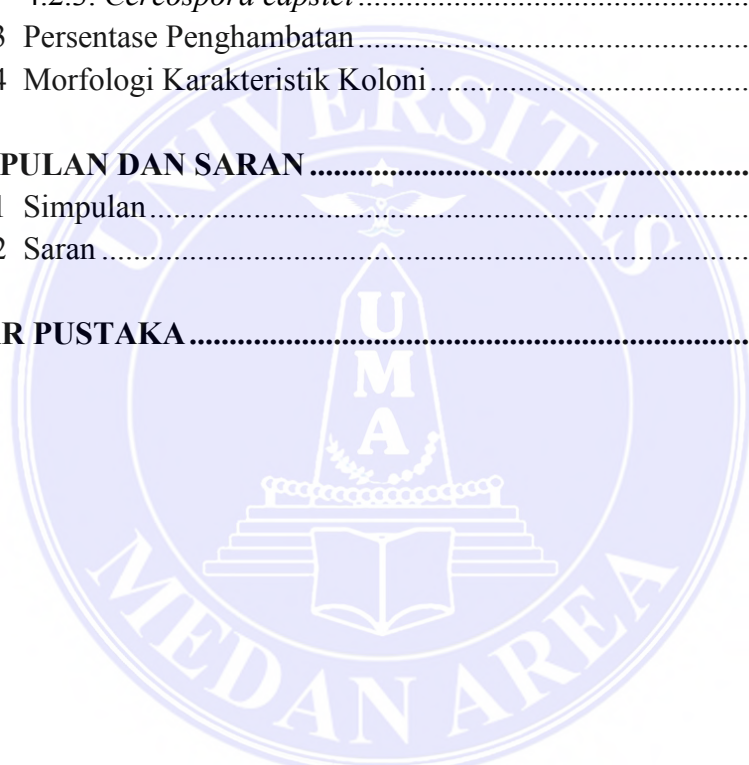 4.2.3. Cercospora capsici
3 Persentase Penghambatan
4 Morfologi Karakteristik Koloni
PULAN DAN SARAN
1 Simpulan
2 Saran
R PUSTAKA
UNIVERSITAS
UMA
MEDAN AREA